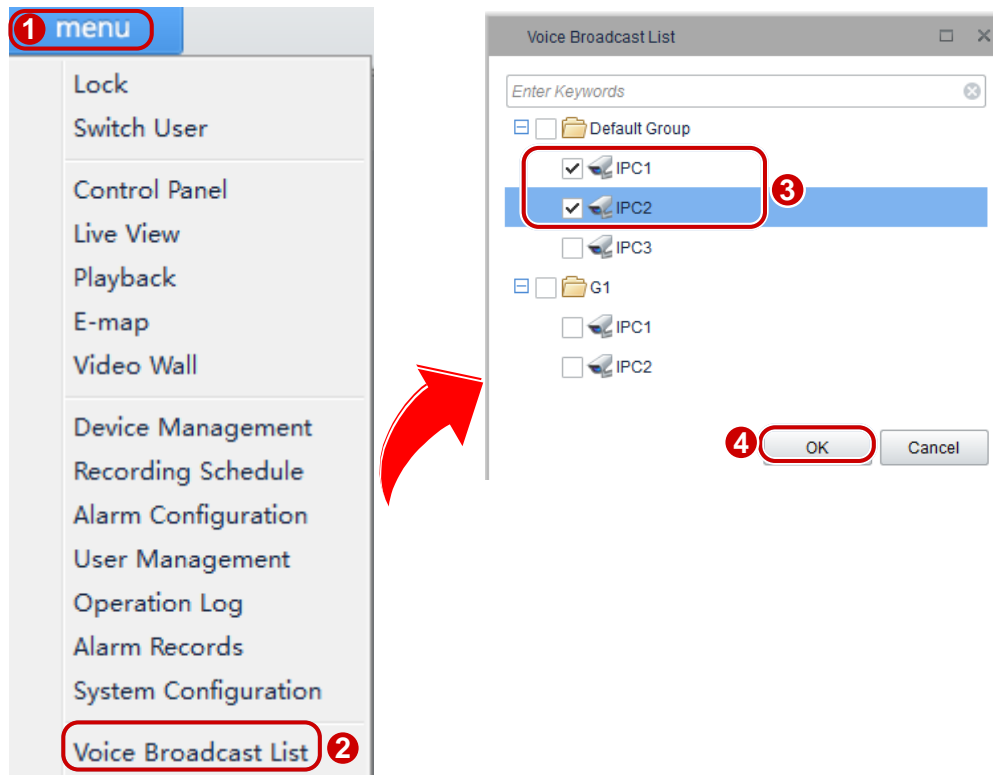 1 menu
Lock
Switch User
Control Panel
Live View
Playback
E-map
Video Wall
Device Management
Recording Schedule
Alarm Configuration
User Management
Operation Log
Alarm Records
System Configuration
Voice Broadcast List 2
Voice Broadcast List
Enter Keywords
Default Group
IPC1
3
IPC2
IPC3
G1
IPC1
IPC2
4 OK Cancel